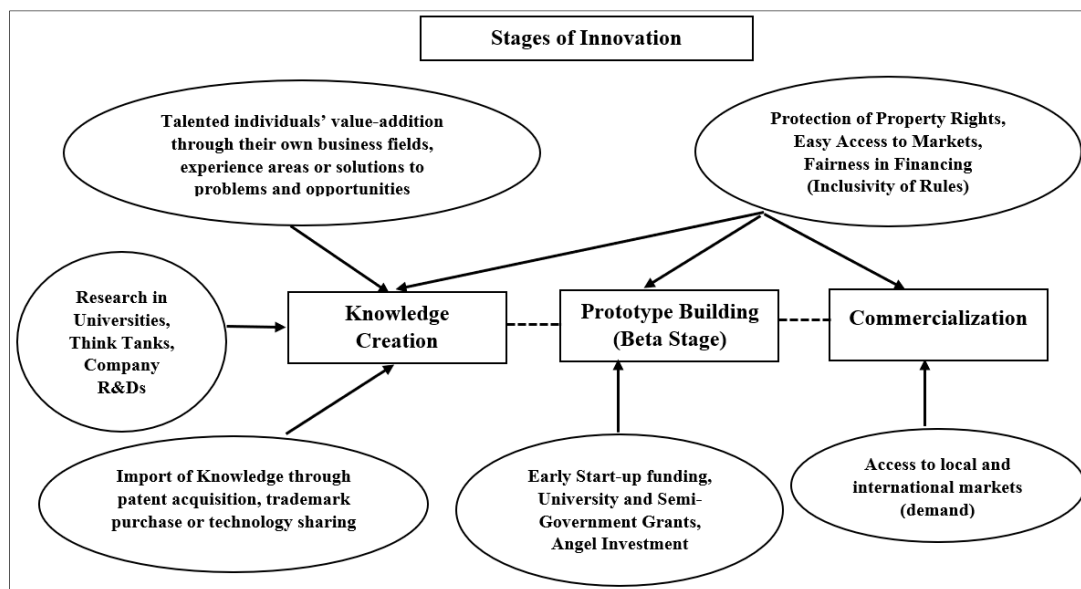 Stages of Innovation
Talented individuals’ value-addition
through their own business fields,
experience areas or solutions to
problems and opportunities
Protection of Property Rights,
Easy Access to Markets,
Fairness in Financing
(Inclusivity of Rules)
Research in
Universities,
Think Tanks,
Company
R&Ds
Knowledge
Creation
Prototype Building
(Beta Stage)
Commercialization
Import of Knowledge through
patent acquisition, trademark
purchase or technology sharing
Early Start-up funding,
University and Semi-
Government Grants,
Angel Investment
Access to local and
international markets
(demand)